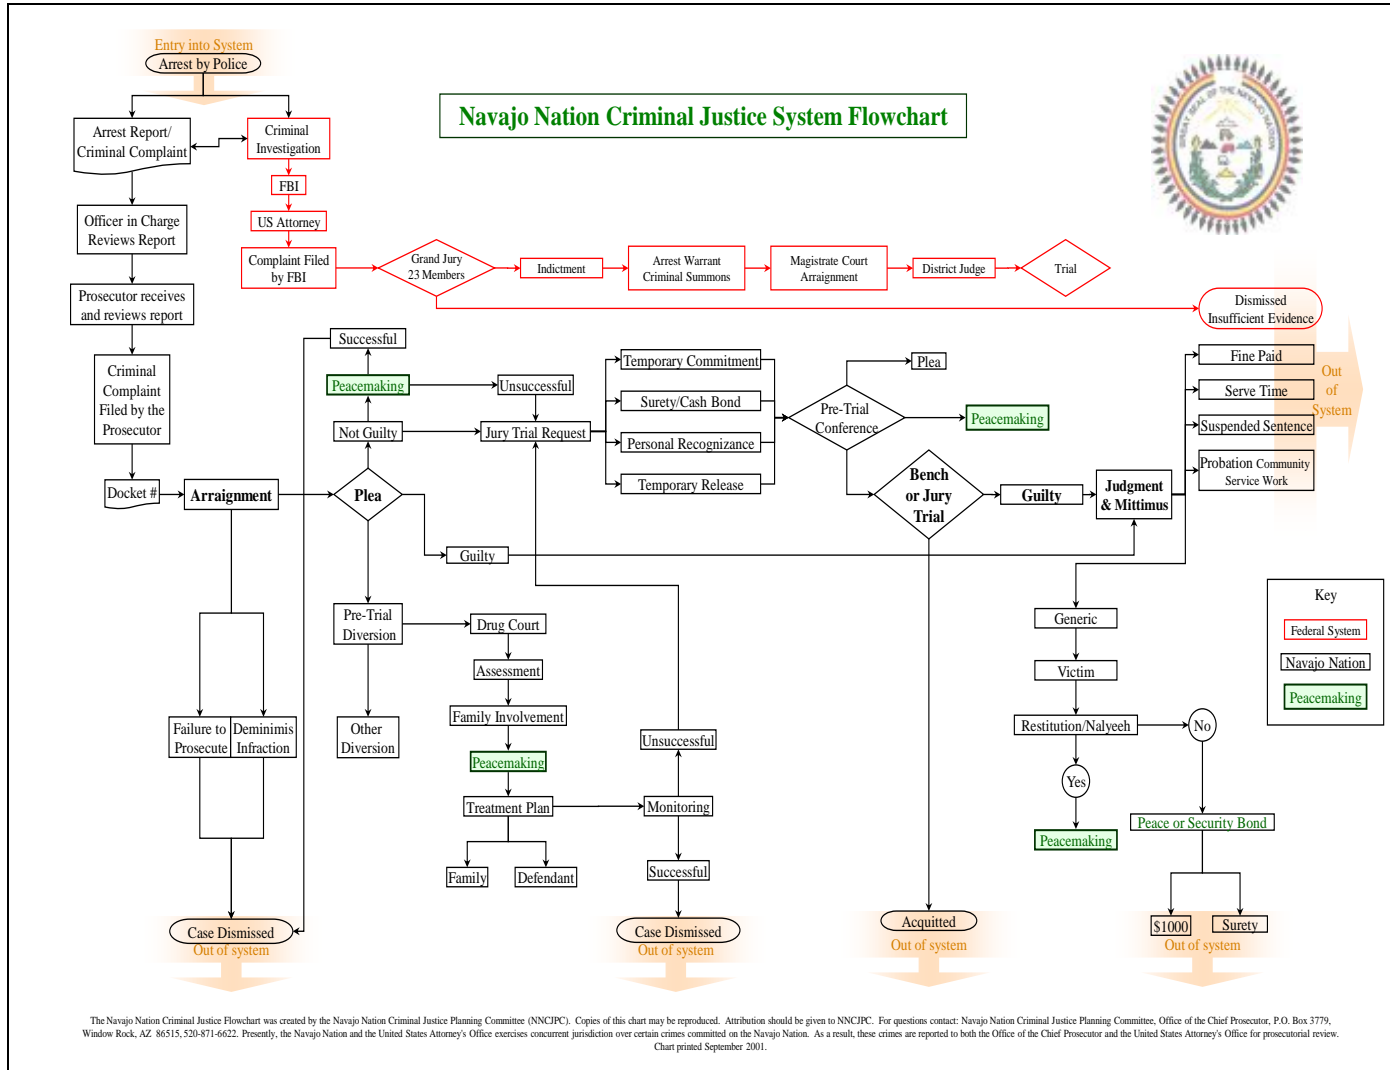 Entry into System
Arrest by Police
Navajo Nation Criminal Justice System Flowchart
GREAT SEAL OF THE NAVAJO NATION
Arrest Report/
Criminal Complaint
Criminal
Investigation
FBI
US Attorney
Officer in Charge
Reviews Report
Complaint Filed
by FBI
Grand Jury
23 Members
Indictment
Arrest Warrant
Criminal Summons
Magistrate Court
Arraignment
District Judge
Trial
Prosecutor receives
and reviews report
Dismissed
Insufficient Evidence
Successful
Criminal
Complaint
Filed by the
Prosecutor
Peacemaking
Unsuccessful
Not Guilty
Jury Trial Request
Temporary Commitment
Surety/Cash Bond
Personal Recognizance
Temporary Release
Pre-Trial
Conference
Plea
Peacemaking
Fine Paid
Serve Time
Suspended Sentence
Probation Community
Service Work
Out
of
System
Docket #
Arraignment
Plea
Bench
or Jury
Trial
Guilty
Judgment
& Mittimus
Guilty
Pre-Trial
Diversion
Drug Court
Assessment
Family Involvement
Peacemaking
Treatment Plan
Family
Defendant
Other
Diversion
Unsuccessful
Monitoring
Successful
Failure to
Prosecute
Deminimis
Infraction
Generic
Victim
Restitution/Nalyeeh
No
Yes
Peacemaking
Peace or Security Bond
$1000
Surety
Key
Federal System
Navajo Nation
Peacemaking
Case Dismissed
Out of system
Case Dismissed
Out of system
Acquitted
Out of system
Out of system
The Navajo Nation Criminal Justice Flowchart was created by the Navajo Nation Criminal Justice Planning Committee (NNCJPC). Copies of this chart may be reproduced. Attribution should be given to NNCJPC. For questions contact: Navajo Nation Criminal Justice Planning Committee, Office of the Chief Prosecutor, P.O. Box 3779,
Window Rock, AZ 86515, 520-871-6622. Presently, the Navajo Nation and the United States Attorney's Office exercises concurrent jurisdiction over certain crimes committed on the Navajo Nation. As a result, these crimes are reported to both the Office of the Chief Prosecutor and the United States Attorney's Office for prosecutorial review.
Chart printed September 2001.